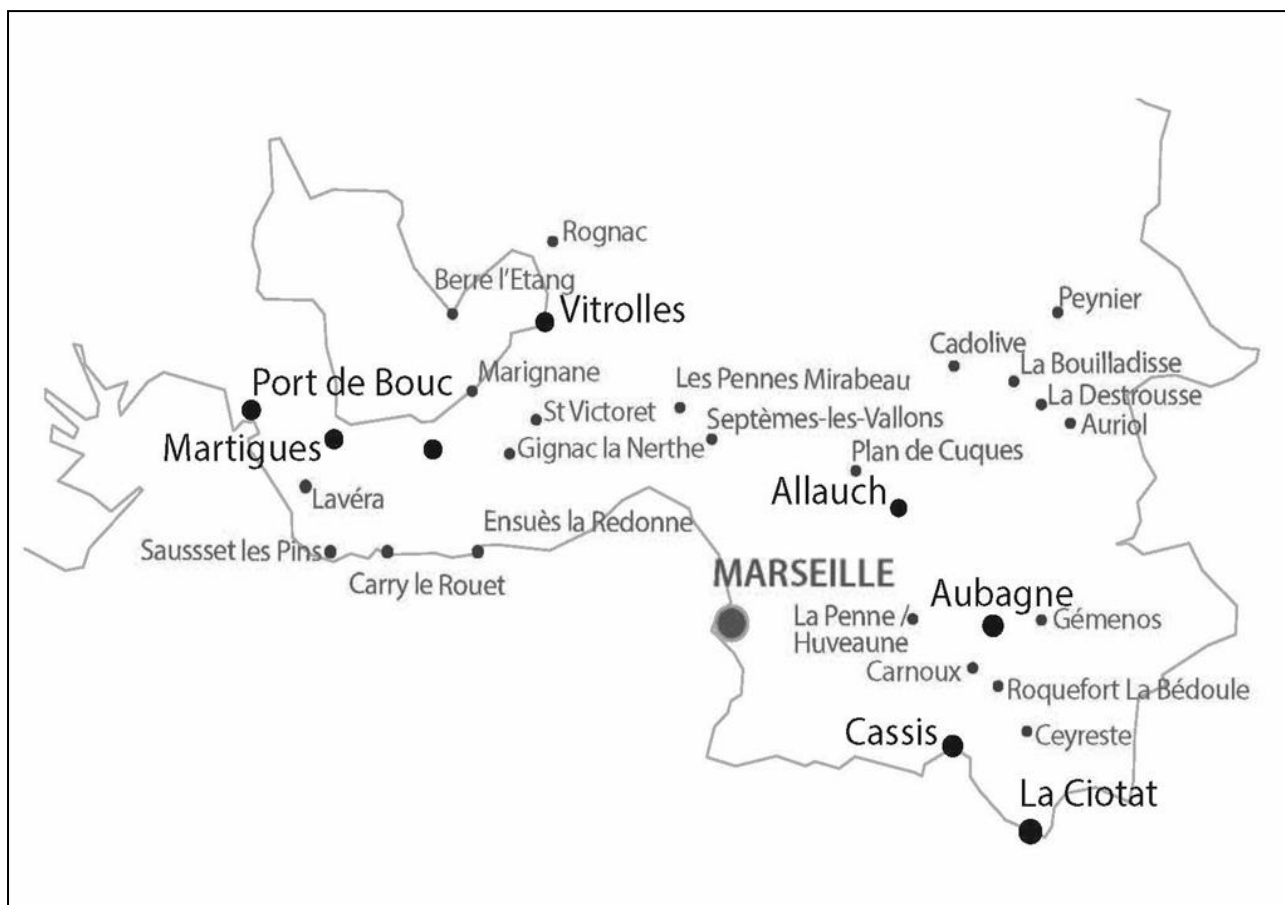 Rognac
Berre l'Etang
Vitrolles
Peynier
Cadolive
La Bouilladisse
Marignane
Port de Bouc
Les Pennes Mirabeau
La Destrousse
St Victoret
Septèmes-les-Vallons
Auriol
Martigues
Gignac la Nerthe
Plan de Cuques
Allauch
Lavéra
Ensuès la Redonne
Saussset les Pins
Carry le Rouet
MARSEILLE
Aubagne
La Penne /
Huveaune
Gémenos
Carnoux
Roquefort La Bédoule
Cassis
Ceyreste
La Ciotat